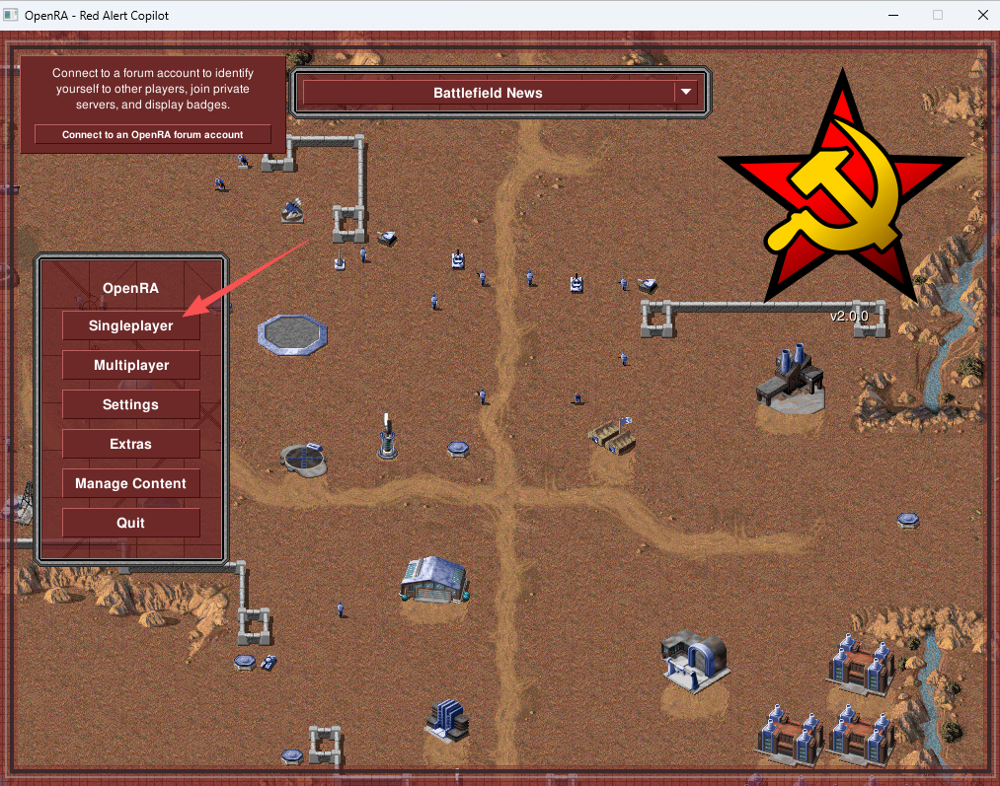 OpenRA - Red Alert Copilot
Connect to a forum account to identify
yourself to other players, join private
servers, and display badges.
Connect to an OpenRA forum account
Battlefield News
v2.0.0
OpenRA
Singleplayer
Multiplayer
Settings
Extras
Manage Content
Quit